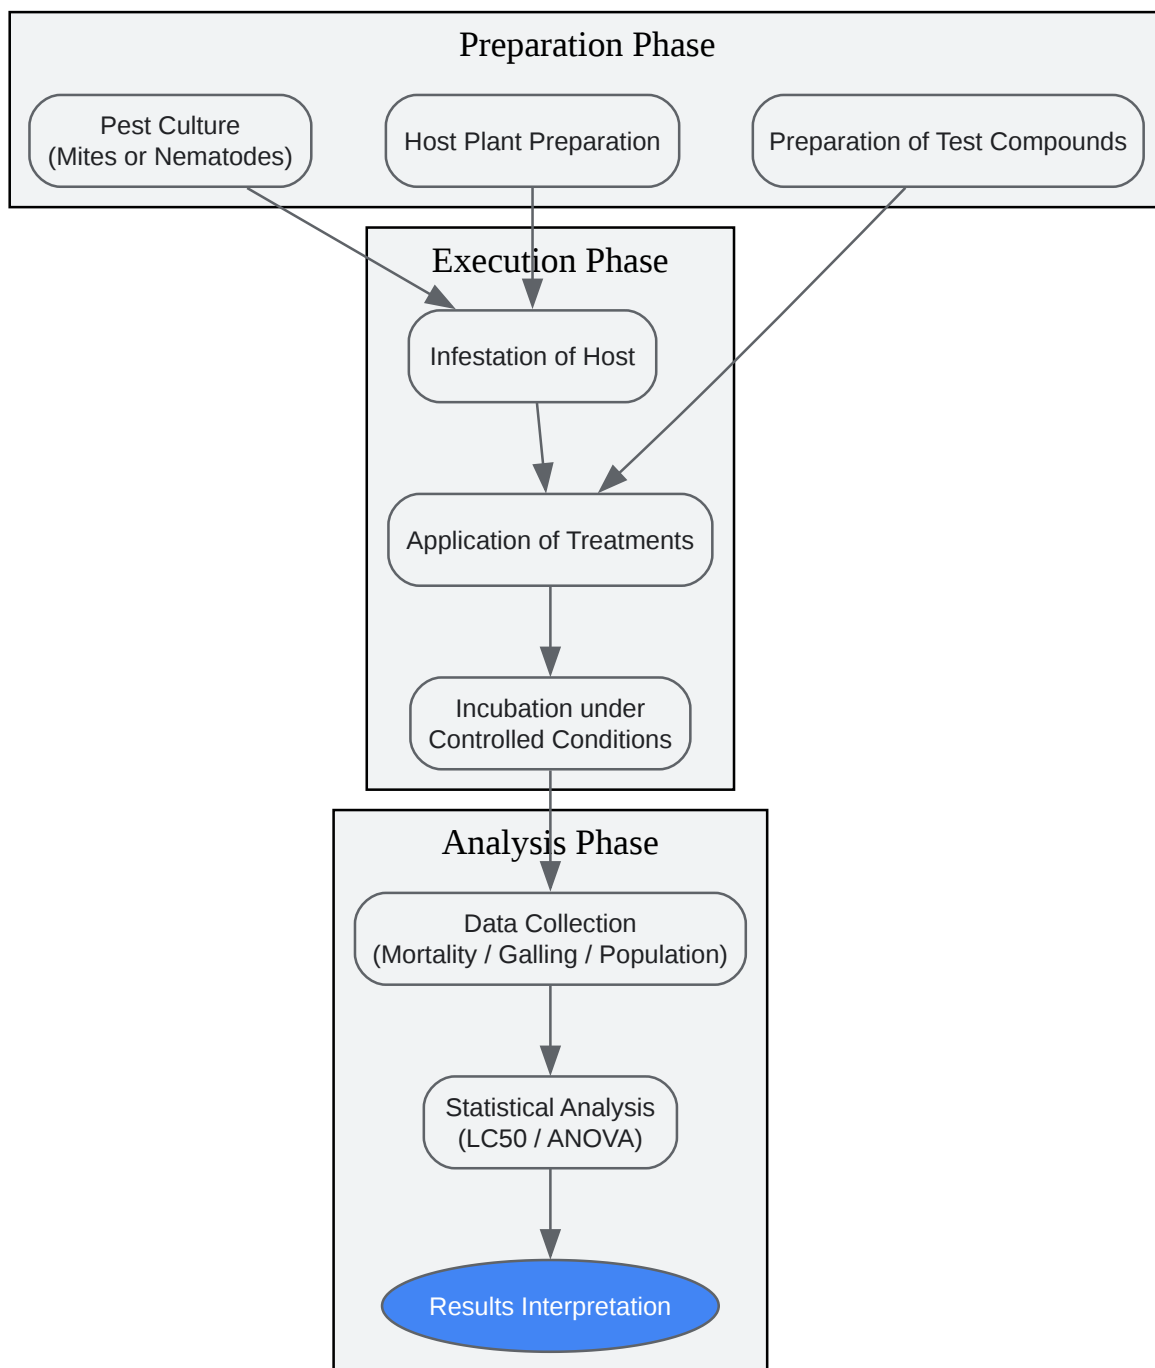 Preparation Phase
Pest Culture
(Mites or Nematodes)
Host Plant Preparation
Preparation of Test Compounds
Execution Phase
Infestation of Host
Application of Treatments
Incubation under
Controlled Conditions
Analysis Phase
Data Collection
(Mortality / Galling / Population)
Statistical Analysis
(LC50 / ANOVA)
Results Interpretation